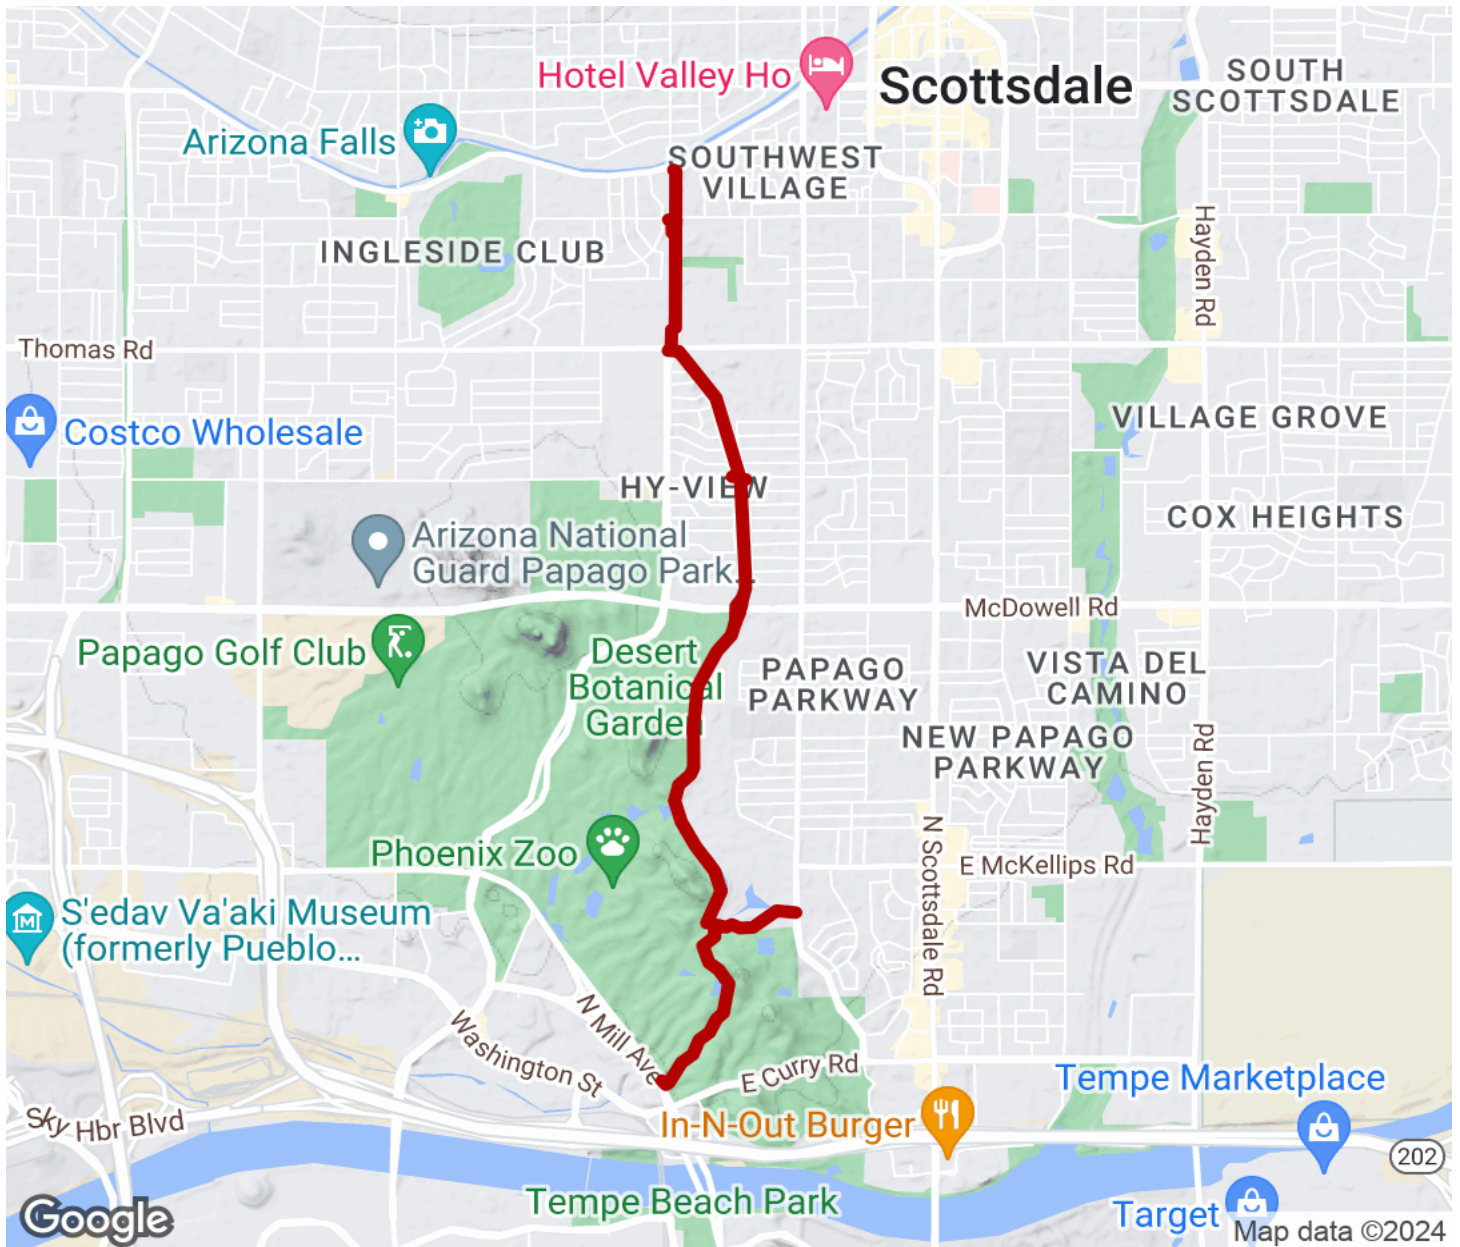 Hotel Valley Ho
Scottsdale
SOUTH
SCOTTSDALE
Arizona Falls
SOUTHWEST
VILLAGE
INGLESIDE CLUB
Hayden Rd
Thomas Rd
Costco Wholesale
VILLAGE GROVE
HY-VIEW
Arizona National
Guard Papago Park...
COX HEIGHTS
McDowell Rd
Papago Golf Club
Desert
Botanical
Garden
PAPAGO
PARKWAY
VISTA DEL
CAMINO
NEW PAPAGO
PARKWAY
Hayden Rd
Phoenix Zoo
N Scottsdale Rd
E McKellips Rd
S'edav Va'aki Museum
(formerly Pueblo...
N Mill Ave
Washington St
E Curry Rd
Tempe Marketplace
Sky Hbr Blvd
In-N-Out Burger
202
Tempe Beach Park
Target
Google
Map data ©2024